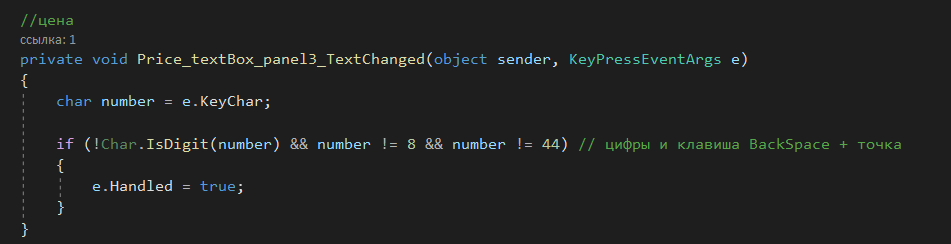 //цена
ссылка: 1
private void Price_textBox_panel3_TextChanged(object sender, KeyPressEventArgs e)
{
    char number = e.KeyChar;
    if (!Char.IsDigit(number) && number != 8 && number != 44) // цифры и клавиша BackSpace + точка
    {
        e.Handled = true;
    }
}